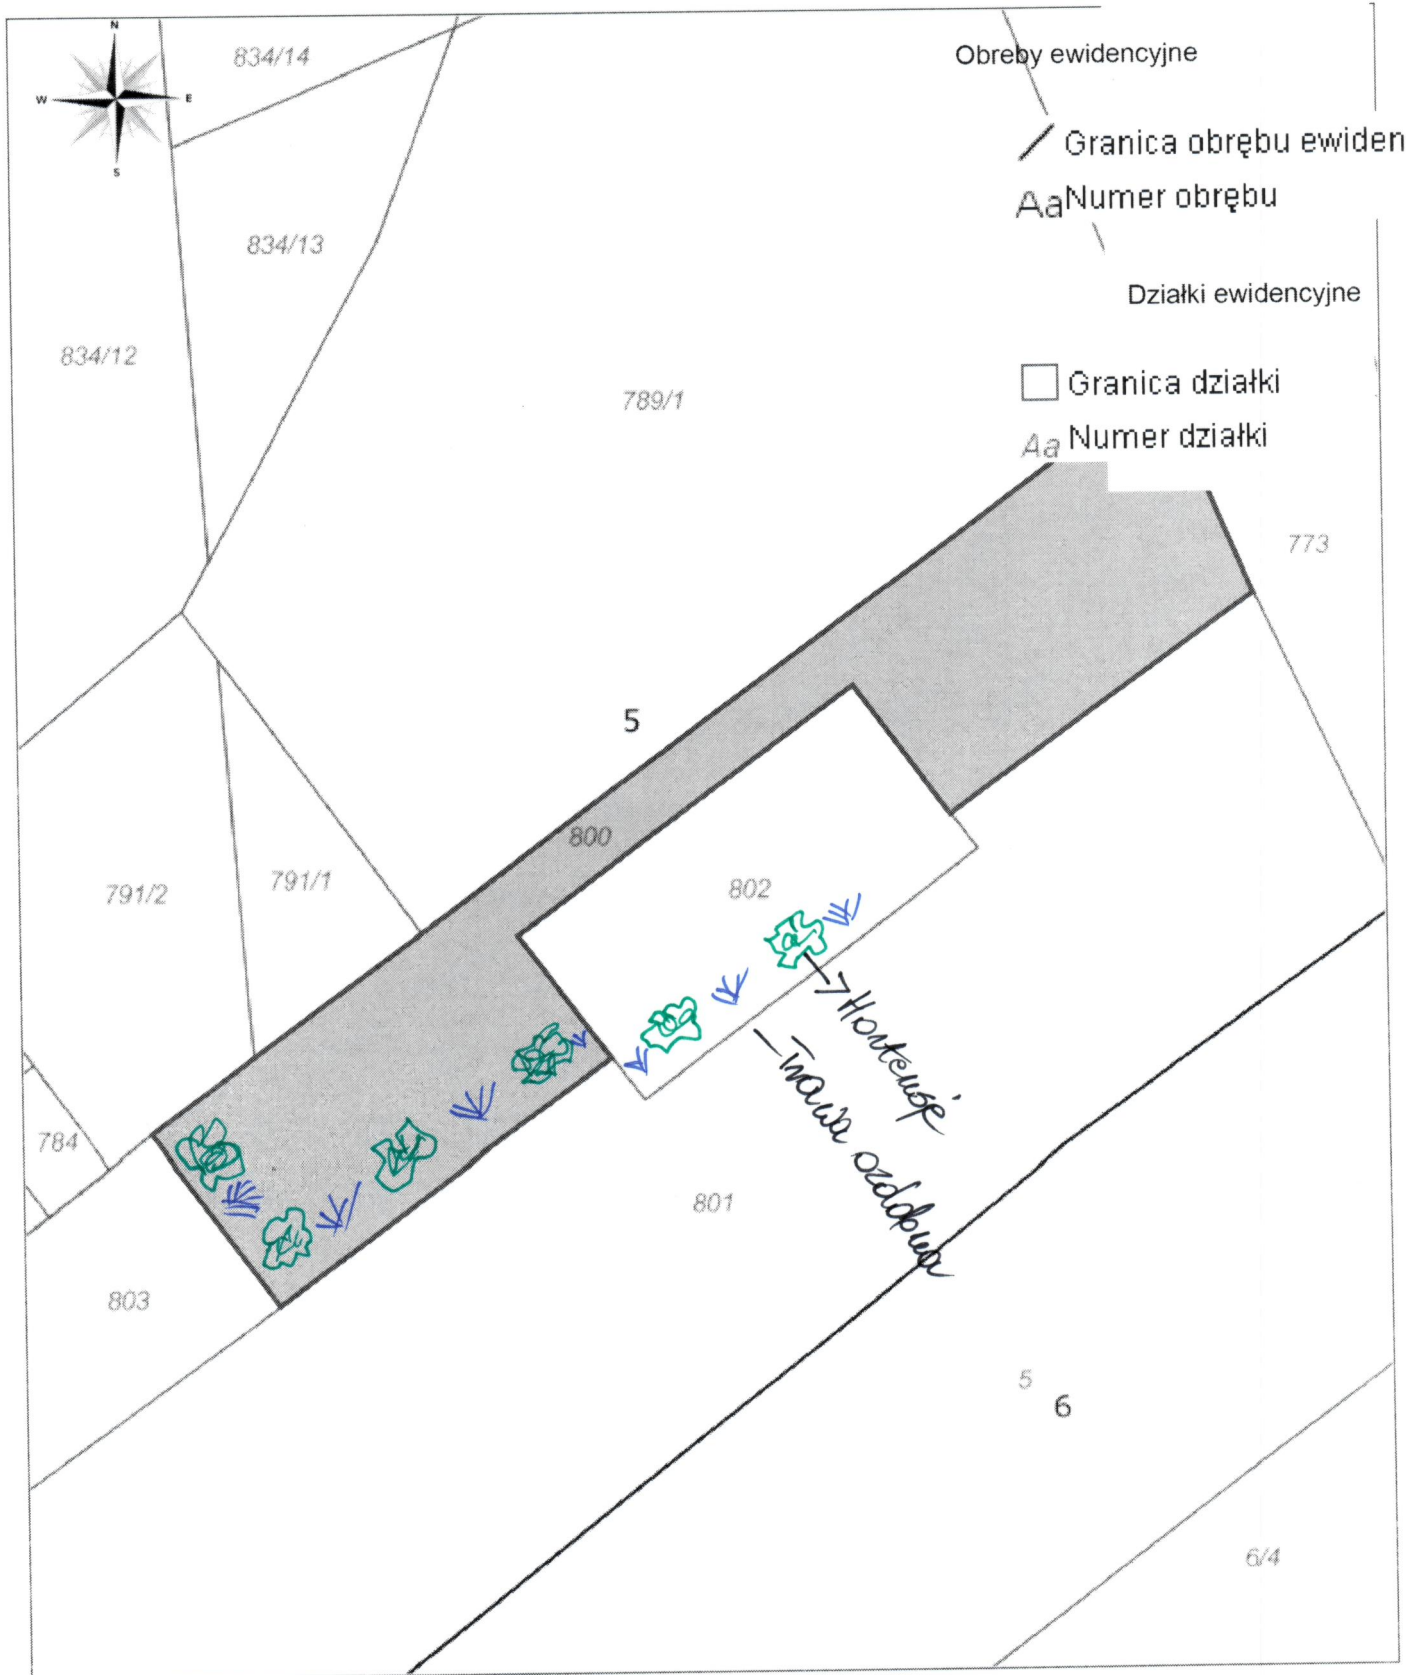 N
W
E
S
834/14
Obreby ewidencyjne
Granica obrębu ewiden
Aa Numer obrębu
834/13
Działki ewidencyjne
834/12
789/1
Granica działki
Aa Numer działki
773
5
800
791/2
791/1
802
Hortensje
Trawa ozdobna
784
801
803
5
6
6/4